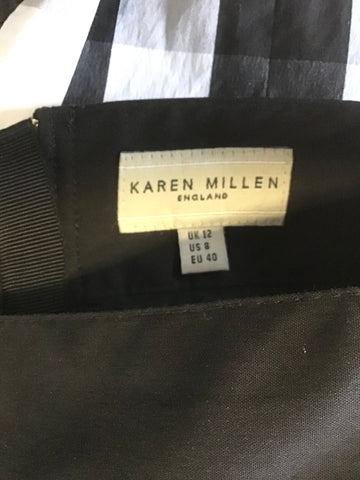 KAREN MILLEN
ENGLAND
UK 12
US 8
EU 40